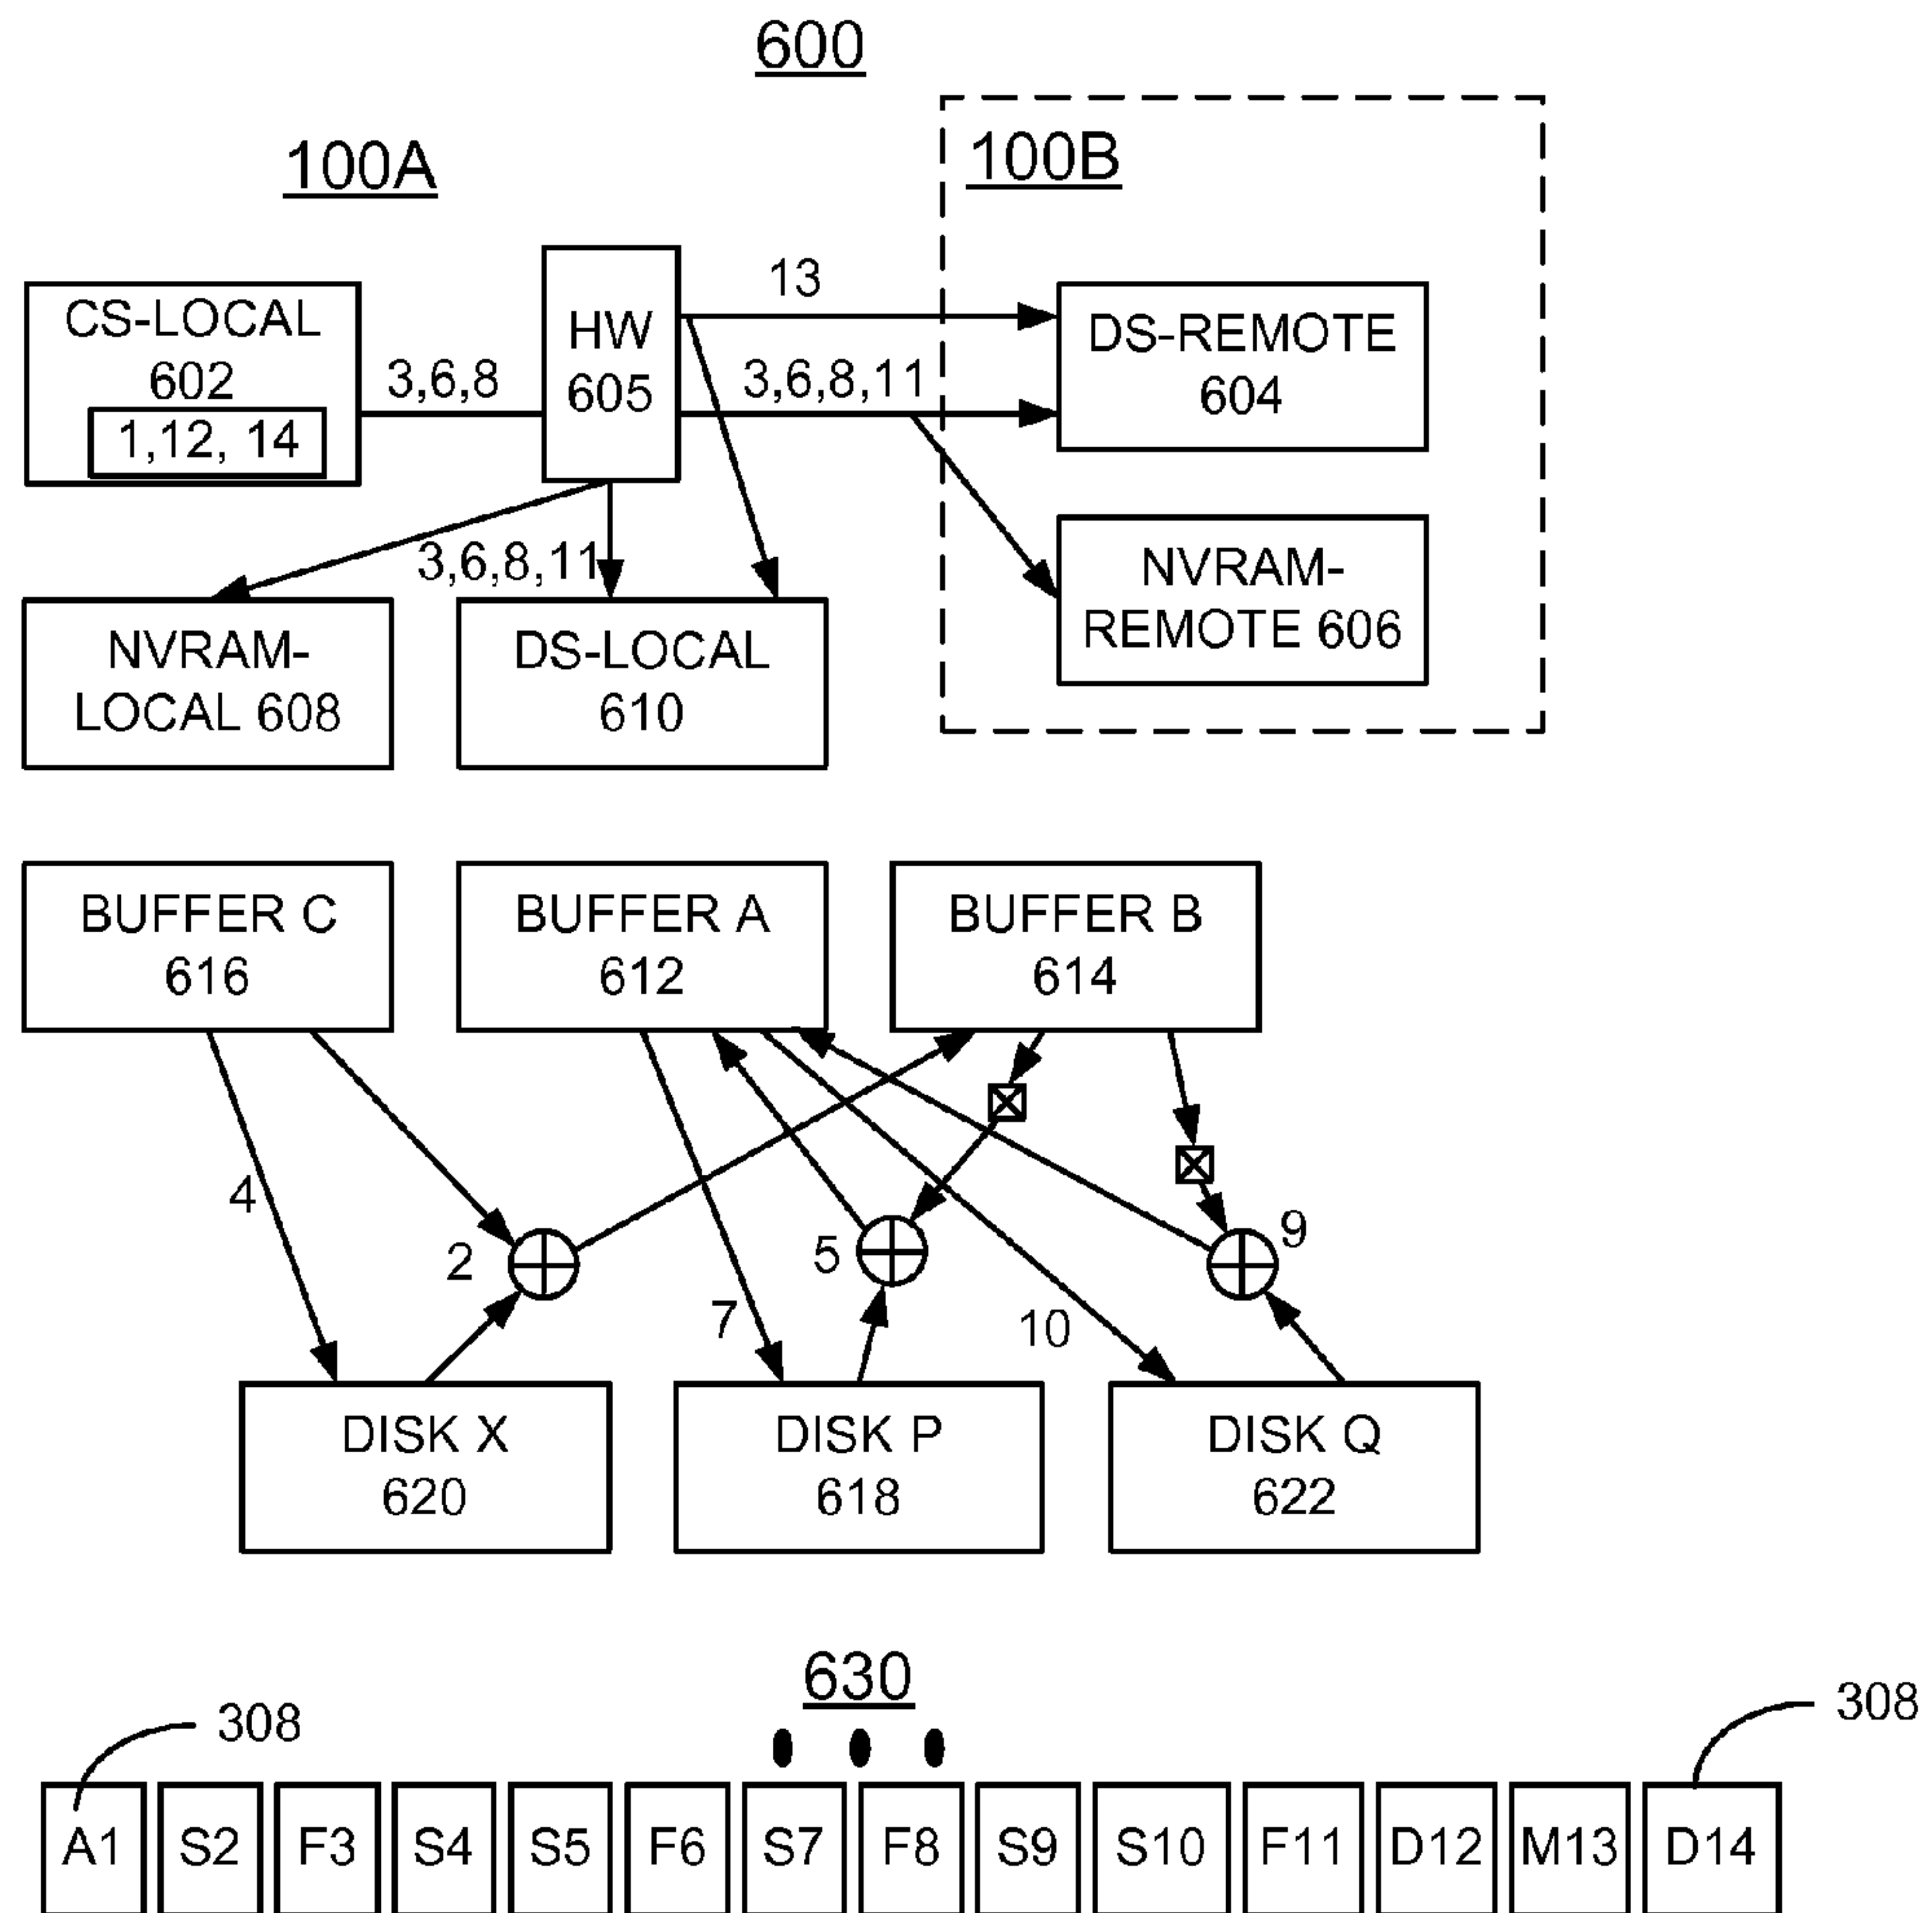 600
100A
100B
CS-LOCAL
602
1,12, 14
3,6,8
HW
605
13
3,6,8,11
DS-REMOTE
604
3,6,8,11
NVRAM-
REMOTE 606
NVRAM-
LOCAL 608
DS-LOCAL
610
BUFFER C
616
BUFFER A
612
BUFFER B
614
4
2
5
9
7
10
DISK X
620
DISK P
618
DISK Q
622
630
308
308
A1
S2
F3
S4
S5
F6
S7
F8
S9
S10
F11
D12
M13
D14